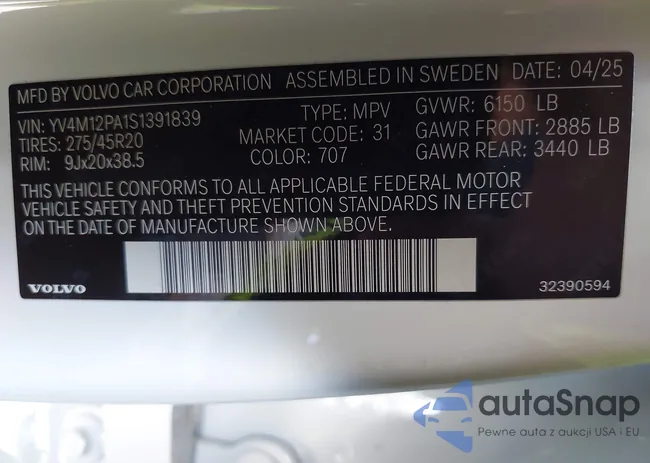 MFD BY VOLVO CAR CORPORATION ASSEMBLED IN SWEDEN DATE: 04/25
VIN: YV4M12PA1S1391839 TYPE: MPV GVWR: 6150 LB
TIRES: 275/45R20 MARKET CODE: 31 GAWR FRONT: 2885 LB
RIM: 9Jx20x38.5 COLOR: 707 GAWR REAR: 3440 LB
THIS VEHICLE CONFORMS TO ALL APPLICABLE FEDERAL MOTOR
VEHICLE SAFETY AND THEFT PREVENTION STANDARDS IN EFFECT
ON THE DATE OF MANUFACTURE SHOWN ABOVE.
VOLVO 32390594
autoSnap
Pewne auta z aukcji USA i EU